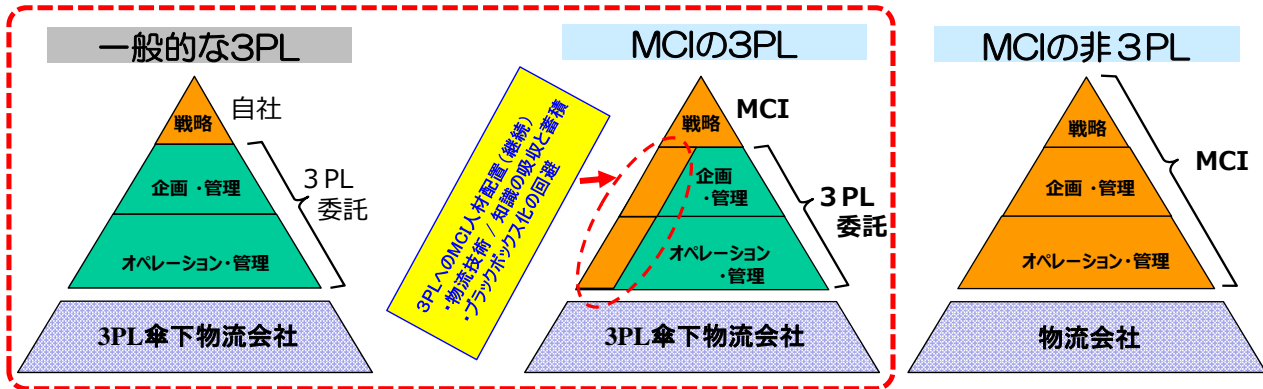 一般的な3PL
自社
戦略
企画・管理
オペレーション・管理
3PL
委託
3PL傘下物流会社
MCIの3PL
3PLへのMCI人材配置(継続)
・物流技術 / 知識の吸収と蓄積
・ブラックボックス化の回避
MCI
戦略
企画
・管理
オペレーション
・管理
3PL
委託
3PL傘下物流会社
MCIの非3PL
戦略
企画・管理
オペレーション・管理
MCI
物流会社